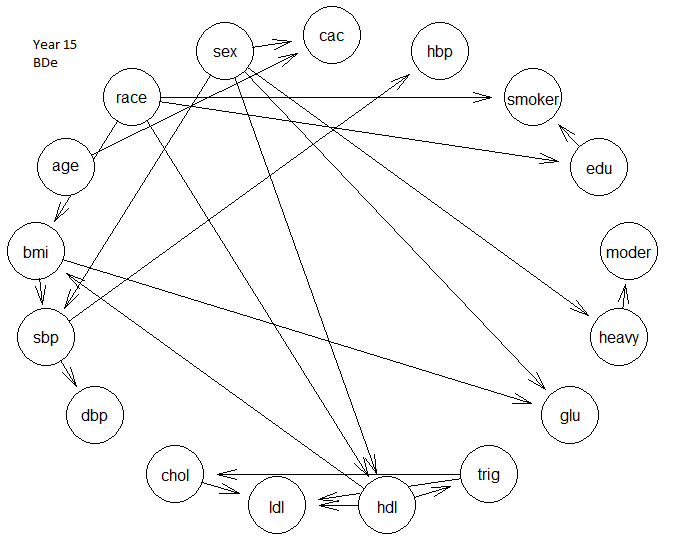 Year 15
BDe
cac
sex
hbp
race
smoker
age
edu
bmi
moder
sbp
heavy
dbp
glu
chol
trig
ldl
hdl